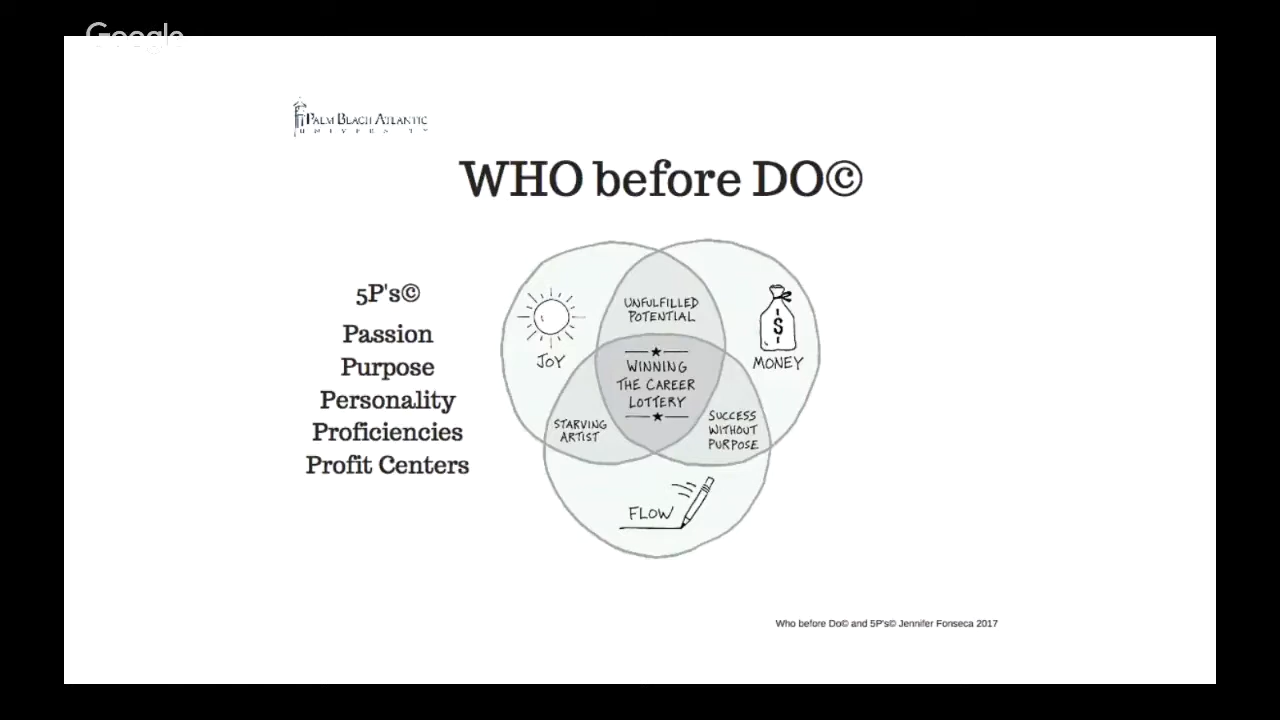 Google
PALM BEACH ATLANTIC
UNIVERSITY
WHO before DO©
5P's©
Passion
Purpose
Personality
Proficiencies
Profit Centers
JOY
UNFULFILLED
POTENTIAL
$
MONEY
WINNING
THE CAREER
LOTTERY
STARVING
ARTIST
SUCCESS
WITHOUT
PURPOSE
FLOW
Who before Do© and 5P's© Jennifer Fonseca 2017